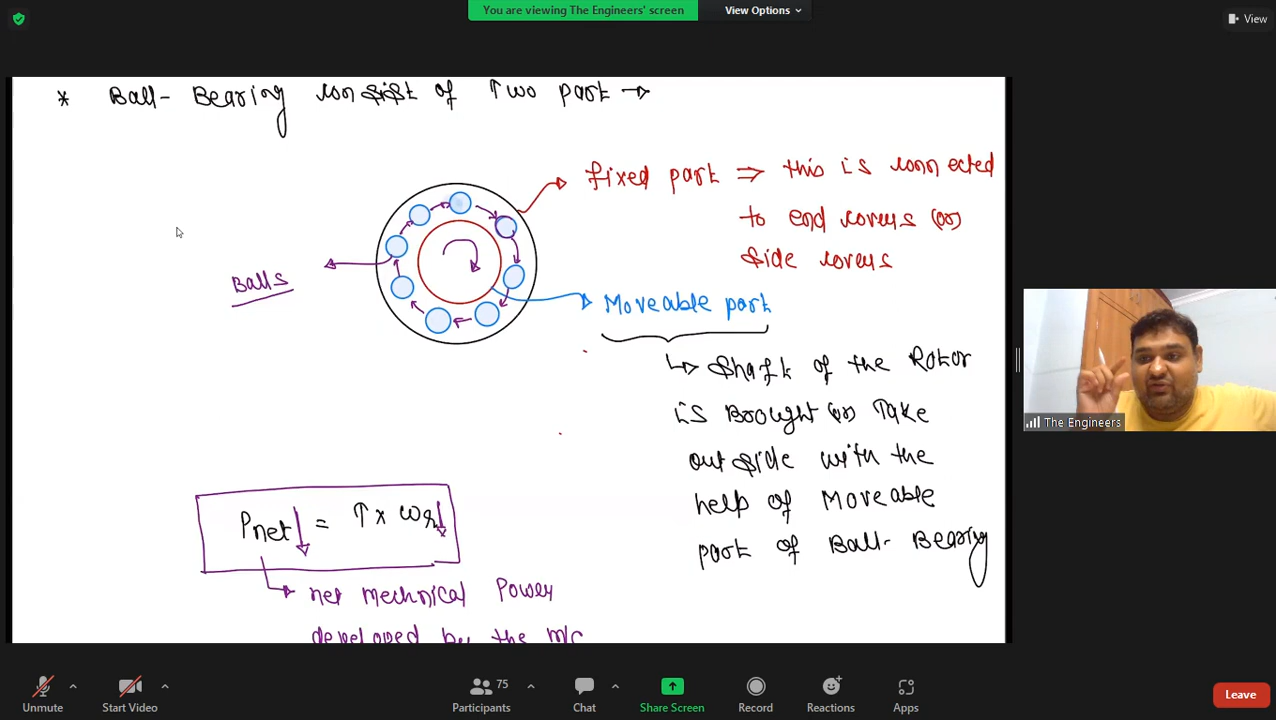 You are viewing The Engineers' screen
View Options
View
* Ball-Bearing consist of Two part →
fixed part ⇒ this is connected
to end covers (or)
side covers
Balls
Moveable part
↳ Shaft of the Rotor
is Brought (or) Take
out side with the
help of Moveable
part of Ball-Bearing
Pnet↓ = T x ωr↓
net mechnical Power
developed by the m/c
The Engineers
Unmute
Start Video
75
Participants
Chat
Share Screen
Record
Reactions
Apps
Leave